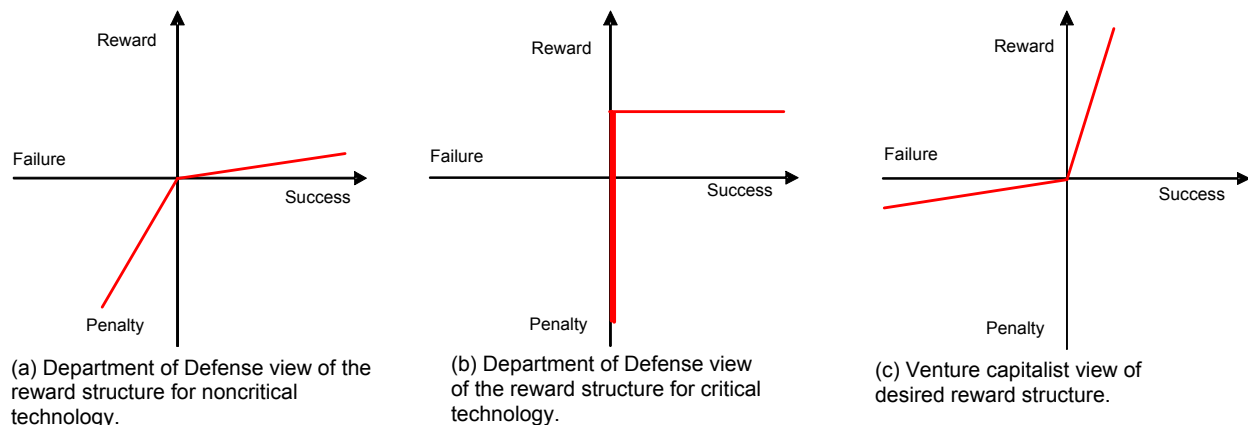 Reward
Failure
Success
Penalty
(a) Department of Defense view of the
reward structure for noncritical
technology.
Reward
Failure
Success
Penalty
(b) Department of Defense view
of the reward structure for critical
technology.
Reward
Failure
Success
Penalty
(c) Venture capitalist view of
desired reward structure.